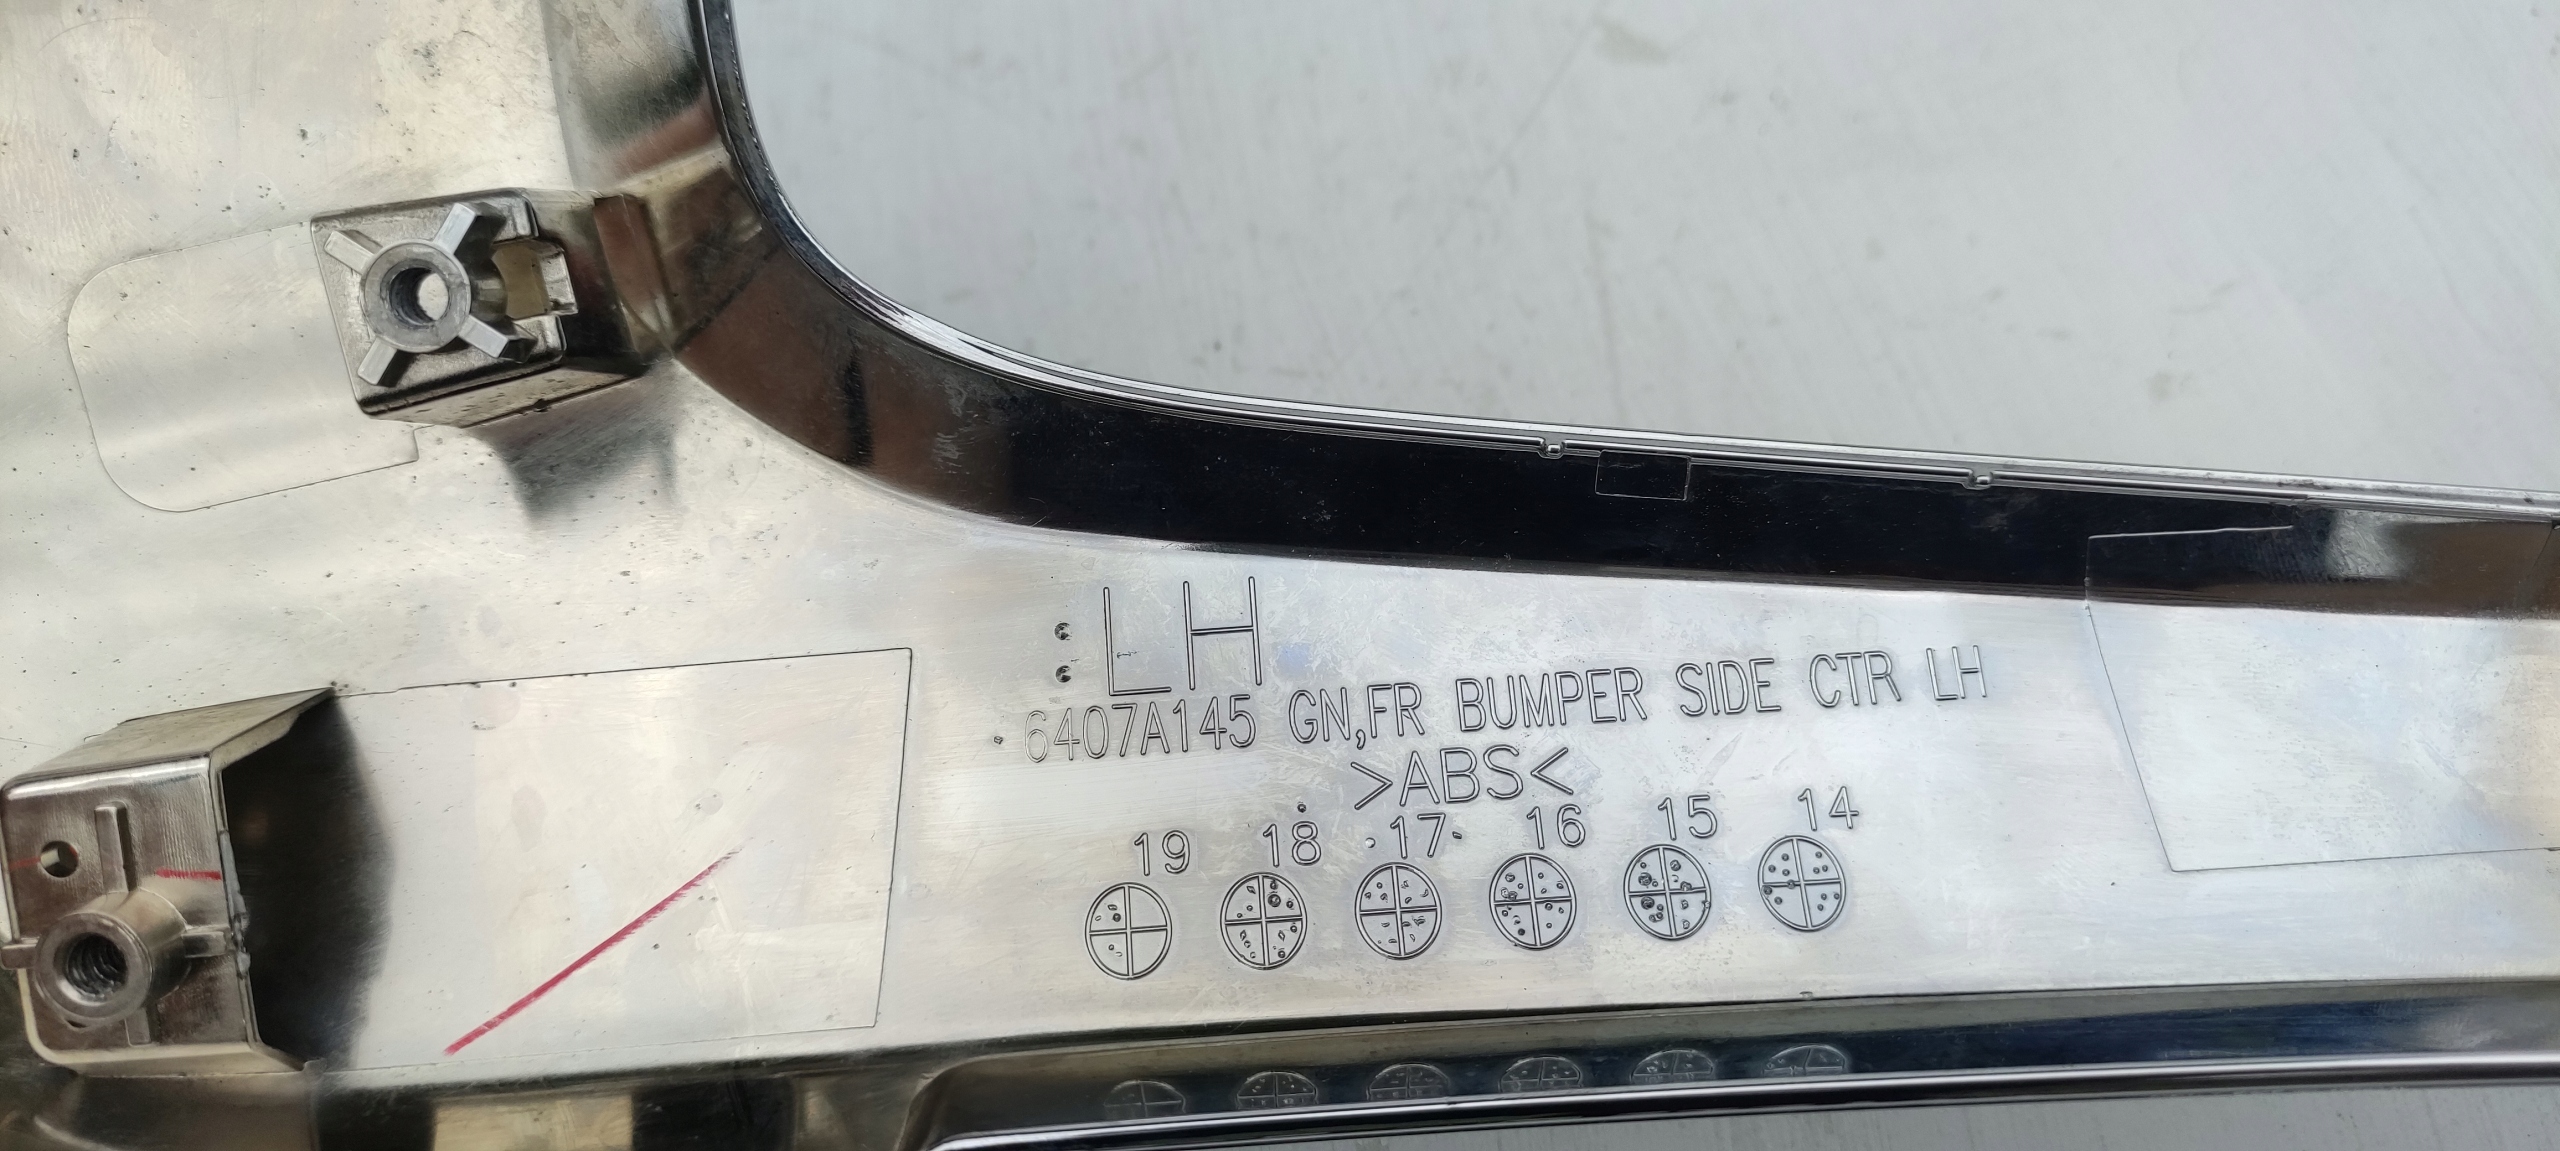 LH
6407A145 GN,FR BUMPER SIDE CTR LH
>ABS<
19 18 17 16 15 14